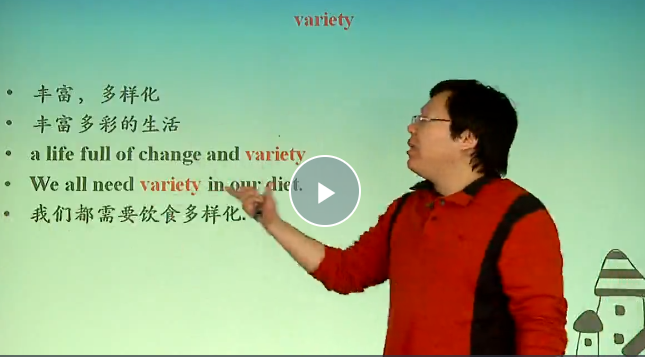 variety
• 丰富，多样化
• 丰富多彩的生活
• a life full of change and variety
• We all need variety in our diet.
• 我们都需要饮食多样化.